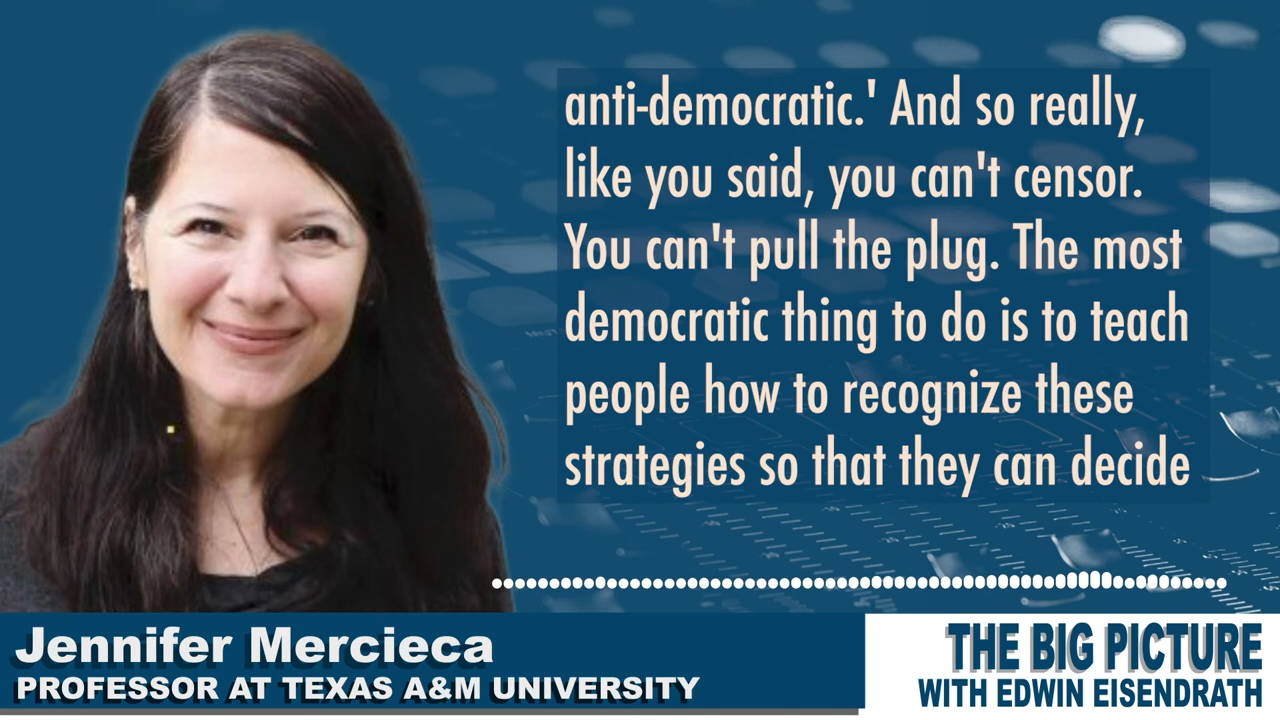 anti-democratic.' And so really,
like you said, you can't censor.
You can't pull the plug. The most
democratic thing to do is to teach
people how to recognize these
strategies so that they can decide
Jennifer Mercieca
PROFESSOR AT TEXAS A&M UNIVERSITY
THE BIG PICTURE
WITH EDWIN EISENDRATH